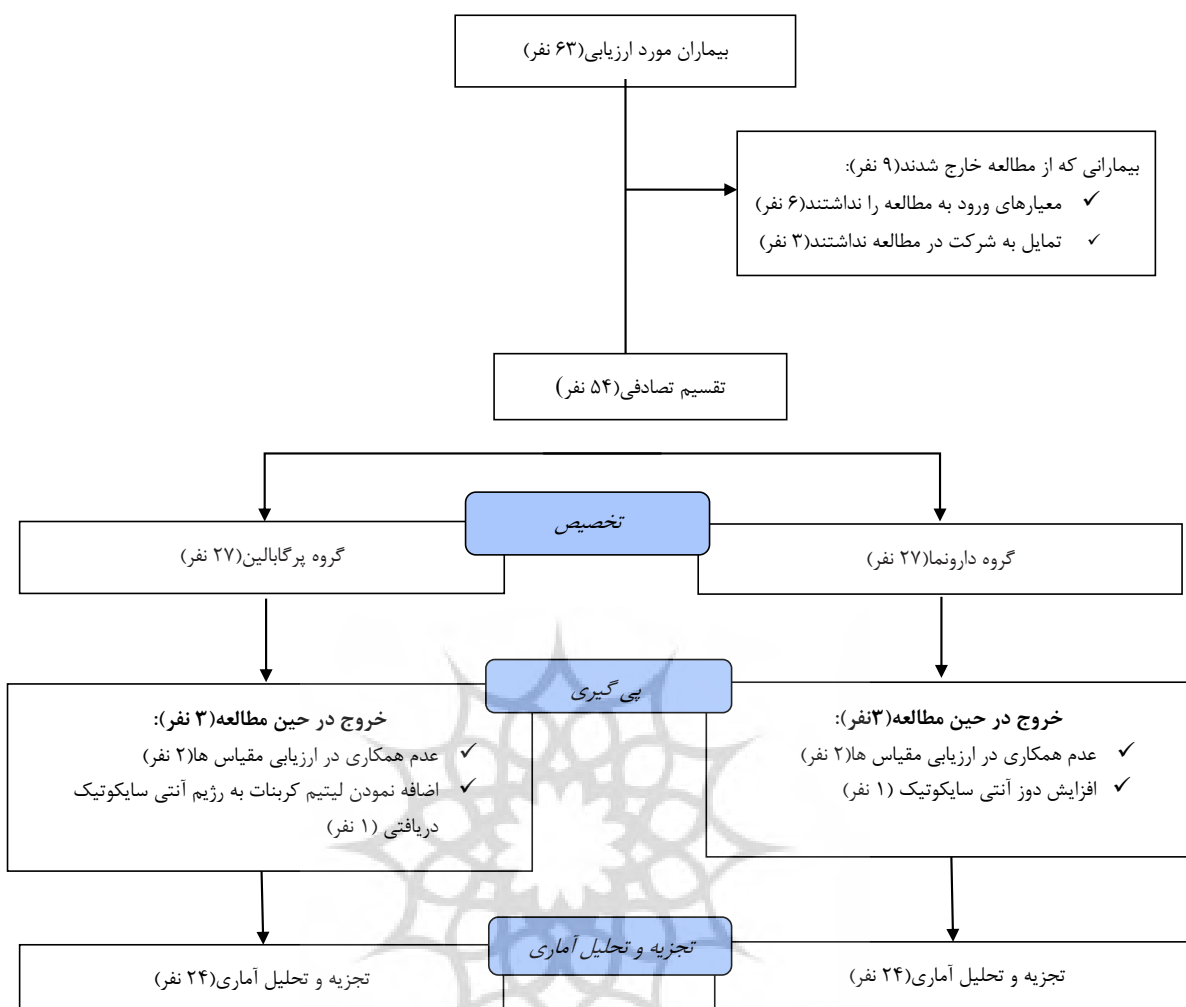 بیماران مورد ارزیابی(۶۳ نفر)
بیمارانی که از مطالعه خارج شدند(۹ نفر):
✓ معیارهای ورود به مطالعه را نداشتند(۶ نفر)
✓ تمایل به شرکت در مطالعه نداشتند(۳ نفر)
تقسیم تصادفی(۵۴ نفر)
تخصیص
گروه دارونما(۲۷ نفر)
گروه پرگابالین(۲۷ نفر)
پی گیری
خروج در حین مطالعه(۳نفر):
✓ عدم همکاری در ارزیابی مقیاس ها(۲ نفر)
✓ افزایش دوز آنتی سایکوتیک (۱ نفر)
خروج در حین مطالعه(۳ نفر):
✓ عدم همکاری در ارزیابی مقیاس ها(۲ نفر)
✓ اضافه نمودن لیتیم کربنات به رژیم آنتی سایکوتیک
دریافتی (۱ نفر)
تجزیه و تحلیل آماری
تجزیه و تحلیل آماری(۲۴ نفر)
تجزیه و تحلیل آماری(۲۴ نفر)